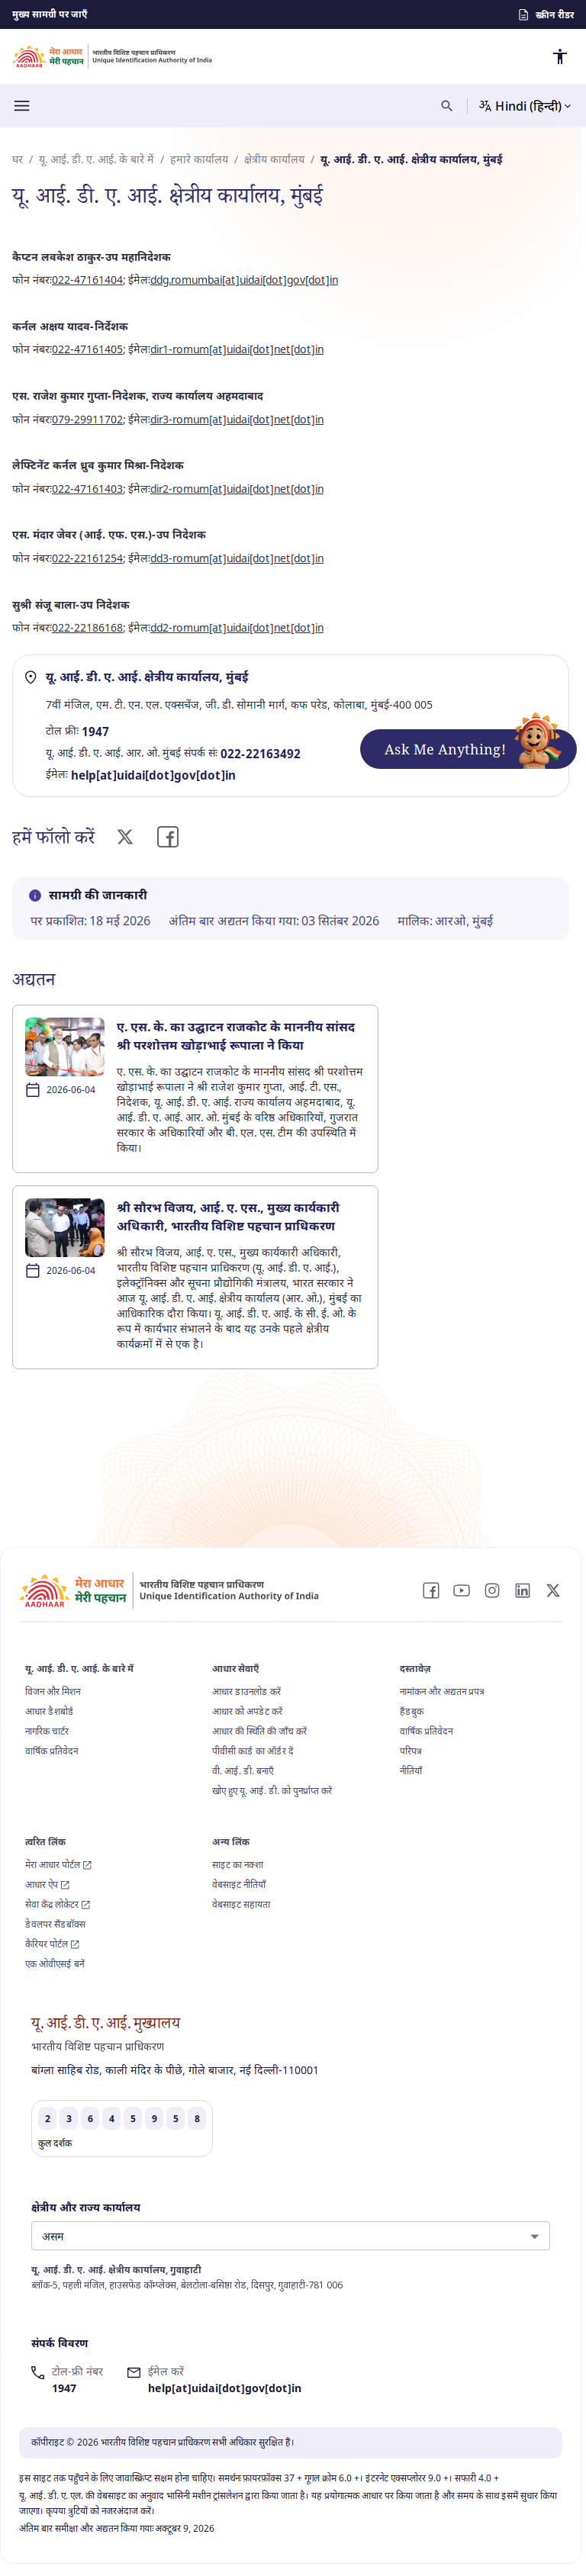 मुख्य सामग्री पर जाएँ
स्क्रीन रीडर
मेरा आधार
मेरी पहचान
AADHAAR
भारतीय विशिष्ट पहचान प्राधिकरण
Unique Identification Authority of India
Hindi (हिन्दी)
घर / यू. आई. डी. ए. आई. के बारे में / हमारे कार्यालय / क्षेत्रीय कार्यालय / यू. आई. डी. ए. आई. क्षेत्रीय कार्यालय, मुंबई
यू. आई. डी. ए. आई. क्षेत्रीय कार्यालय, मुंबई
कैप्टन लवकेश ठाकुर-उप महानिदेशक
फोन नंबरः022-47161404; ईमेलःddg.romumbai[at]uidai[dot]gov[dot]in
कर्नल अक्षय यादव-निर्देशक
फोन नंबरः022-47161405; ईमेलःdir1-romum[at]uidai[dot]net[dot]in
एस. राजेश कुमार गुप्ता-निदेशक, राज्य कार्यालय अहमदाबाद
फोन नंबरः079-29911702; ईमेलःdir3-romum[at]uidai[dot]net[dot]in
लेफ्टिनेंट कर्नल ध्रुव कुमार मिश्रा-निदेशक
फोन नंबरः022-47161403; ईमेलःdir2-romum[at]uidai[dot]net[dot]in
एस. मंदार जेवर (आई. एफ. एस.)-उप निदेशक
फोन नंबरः022-22161254; ईमेलःdd3-romum[at]uidai[dot]net[dot]in
सुश्री संजू बाला-उप निदेशक
फोन नंबरः022-22186168; ईमेलःdd2-romum[at]uidai[dot]net[dot]in
यू. आई. डी. ए. आई. क्षेत्रीय कार्यालय, मुंबई
7वीं मंजिल, एम. टी. एन. एल. एक्सचेंज, जी. डी. सोमानी मार्ग, कफ परेड, कोलाबा, मुंबई-400 005
टोल फ्रीः 1947
यू. आई. डी. ए. आई. आर. ओ. मुंबई संपर्क संः 022-22163492
ईमेलः help[at]uidai[dot]gov[dot]in
Ask Me Anything!
हमें फॉलो करें
सामग्री की जानकारी
पर प्रकाशित: 18 मई 2026 अंतिम बार अद्यतन किया गया: 03 सितंबर 2026 मालिक: आरओ, मुंबई
अद्यतन
ए. एस. के. का उद्घाटन राजकोट के माननीय सांसद
श्री परशोत्तम खोड़ाभाई रूपाला ने किया
2026-06-04
ए. एस. के. का उद्घाटन राजकोट के माननीय सांसद श्री परशोत्तम
खोड़ाभाई रूपाला ने श्री राजेश कुमार गुप्ता, आई. टी. एस.,
निदेशक, यू. आई. डी. ए. आई. राज्य कार्यालय अहमदाबाद, यू.
आई. डी. ए. आई. आर. ओ. मुंबई के वरिष्ठ अधिकारियों, गुजरात
सरकार के अधिकारियों और बी. एल. एस. टीम की उपस्थिति में
किया।
श्री सौरभ विजय, आई. ए. एस., मुख्य कार्यकारी
अधिकारी, भारतीय विशिष्ट पहचान प्राधिकरण
2026-06-04
श्री सौरभ विजय, आई. ए. एस., मुख्य कार्यकारी अधिकारी,
भारतीय विशिष्ट पहचान प्राधिकरण (यू. आई. डी. ए. आई.),
इलेक्ट्रॉनिक्स और सूचना प्रौद्योगिकी मंत्रालय, भारत सरकार ने
आज यू. आई. डी. ए. आई. क्षेत्रीय कार्यालय (आर. ओ.), मुंबई का
आधिकारिक दौरा किया। यू. आई. डी. ए. आई. के सी. ई. ओ. के
रूप में कार्यभार संभालने के बाद यह उनके पहले क्षेत्रीय
कार्यक्रमों में से एक है।
मेरा आधार
मेरी पहचान
AADHAAR
भारतीय विशिष्ट पहचान प्राधिकरण
Unique Identification Authority of India
यू. आई. डी. ए. आई. के बारे में
विजन और मिशन
आधार डैशबोर्ड
नागरिक चार्टर
वार्षिक प्रतिवेदन
आधार सेवाएँ
आधार डाउनलोड करें
आधार को अपडेट करें
आधार की स्थिति की जाँच करें
पीवीसी कार्ड का ऑर्डर दें
वी. आई. डी. बनाएँ
खोए हुए यू. आई. डी. को पुनर्प्राप्त करें
दस्तावेज़
नामांकन और अद्यतन प्रपत्र
हैंडबुक
वार्षिक प्रतिवेदन
परिपत्र
नीतियाँ
त्वरित लिंक
मेरा आधार पोर्टल
आधार ऐप
सेवा केंद्र लोकेटर
डेवलपर सैंडबॉक्स
कैरियर पोर्टल
एक ओवीएसई बनें
अन्य लिंक
साइट का नक्शा
वेबसाइट नीतियाँ
वेबसाइट सहायता
यू. आई. डी. ए. आई. मुख्यालय
भारतीय विशिष्ट पहचान प्राधिकरण
बांग्ला साहिब रोड, काली मंदिर के पीछे, गोले बाजार, नई दिल्ली-110001
2 3 6 4 5 9 5 8
कुल दर्शक
क्षेत्रीय और राज्य कार्यालय
असम
यू. आई. डी. ए. आई. क्षेत्रीय कार्यालय, गुवाहाटी
ब्लॉक-5, पहली मंजिल, हाउसफेड कॉम्प्लेक्स, बेलटोला-बसिष्ठा रोड, दिसपुर, गुवाहाटी-781 006
संपर्क विवरण
टोल-फ्री नंबर
1947
ईमेल करें
help[at]uidai[dot]gov[dot]in
कॉपीराइट © 2026 भारतीय विशिष्ट पहचान प्राधिकरण सभी अधिकार सुरक्षित हैं।
इस साइट तक पहुँचने के लिए जावास्क्रिप्ट सक्षम होना चाहिए। समर्थनः फ़ायरफ़ॉक्स 37 + गूगल क्रोम 6.0 +। इंटरनेट एक्सप्लोरर 9.0 +। सफारी 4.0 +
यू. आई. डी. ए. एल. की वेबसाइट का अनुवाद भाषिनी मशीन ट्रांसलेशन द्वारा किया जाता है। यह प्रयोगात्मक आधार पर किया जाता है और समय के साथ इसमें सुधार किया
जाएगा। कृपया त्रुटियों को नजरअंदाज करें।
अंतिम बार समीक्षा और अद्यतन किया गयाःअक्टूबर 9, 2026